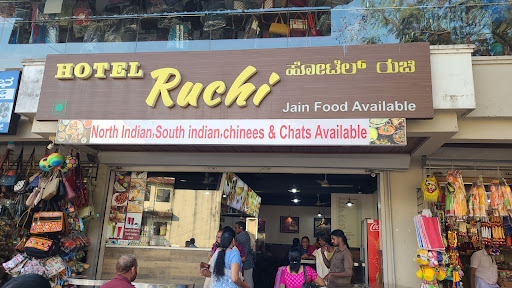 HOTEL Ruchi ಹೋಟೆಲ್ ರುಚಿ
Jain Food Available
North Indian,South indian,chinees & Chats Available